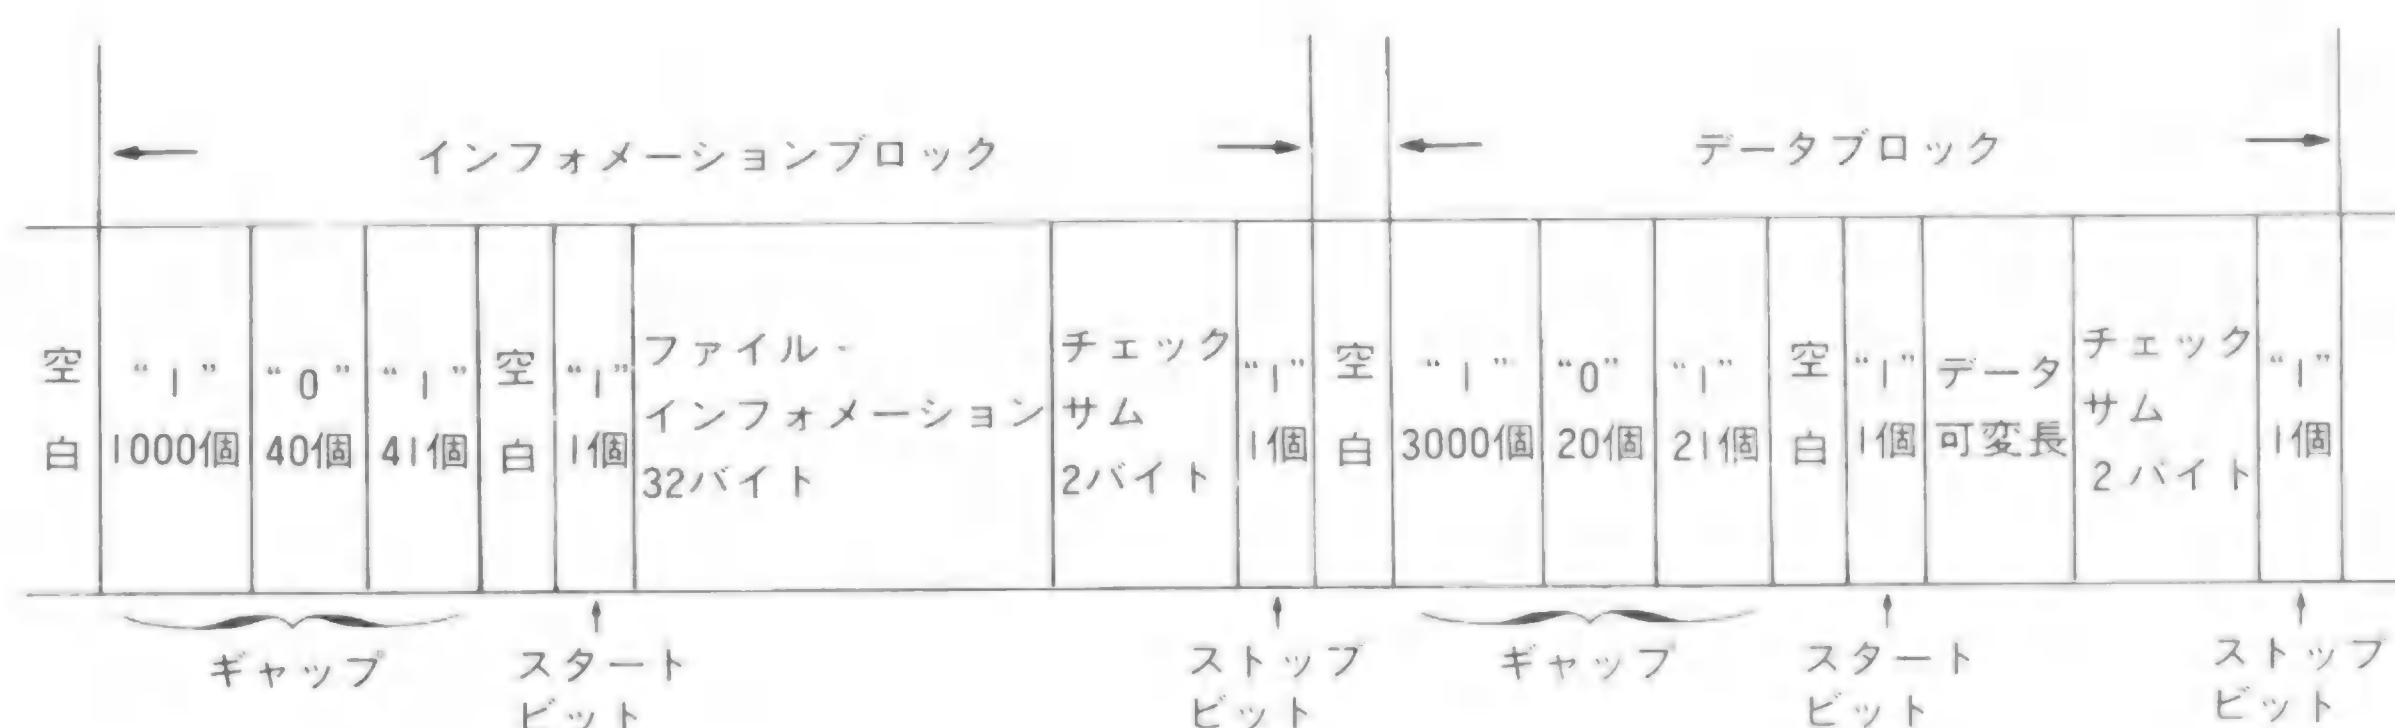 インフォメーションブロック
データブロック
空白
“1”
1000個
“0”
40個
“1”
41個
空白
“1”
1個
ファイル・
インフォメーション
32バイト
チェック
サム
2バイト
“1”
1個
空白
“1”
3000個
“0”
20個
“1”
21個
空白
“1”
1個
データ
可変長
チェック
サム
2バイト
“1”
1個
ギャップ
スタート
ビット
ストップ
ビット
ギャップ
スタート
ビット
ストップ
ビット